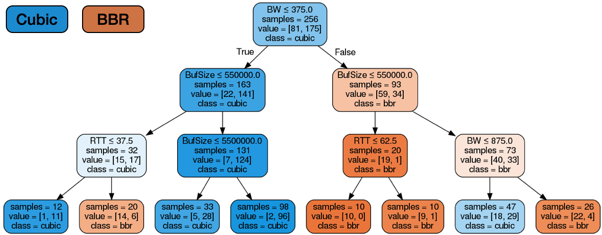 Cubic
BBR
BW ≤ 375.0
samples = 256
value = [81, 175]
class = cubic
True
False
BufSize ≤ 550000.0
samples = 163
value = [22, 141]
class = cubic
BufSize ≤ 550000.0
samples = 93
value = [59, 34]
class = bbr
RTT ≤ 37.5
samples = 32
value = [15, 17]
class = cubic
BufSize ≤ 5500000.0
samples = 131
value = [7, 124]
class = cubic
RTT ≤ 62.5
samples = 20
value = [19, 1]
class = bbr
BW ≤ 875.0
samples = 73
value = [40, 33]
class = bbr
samples = 12
value = [1, 11]
class = cubic
samples = 20
value = [14, 6]
class = bbr
samples = 33
value = [5, 28]
class = cubic
samples = 98
value = [2, 96]
class = cubic
samples = 10
value = [10, 0]
class = bbr
samples = 10
value = [9, 1]
class = bbr
samples = 47
value = [18, 29]
class = cubic
samples = 26
value = [22, 4]
class = bbr